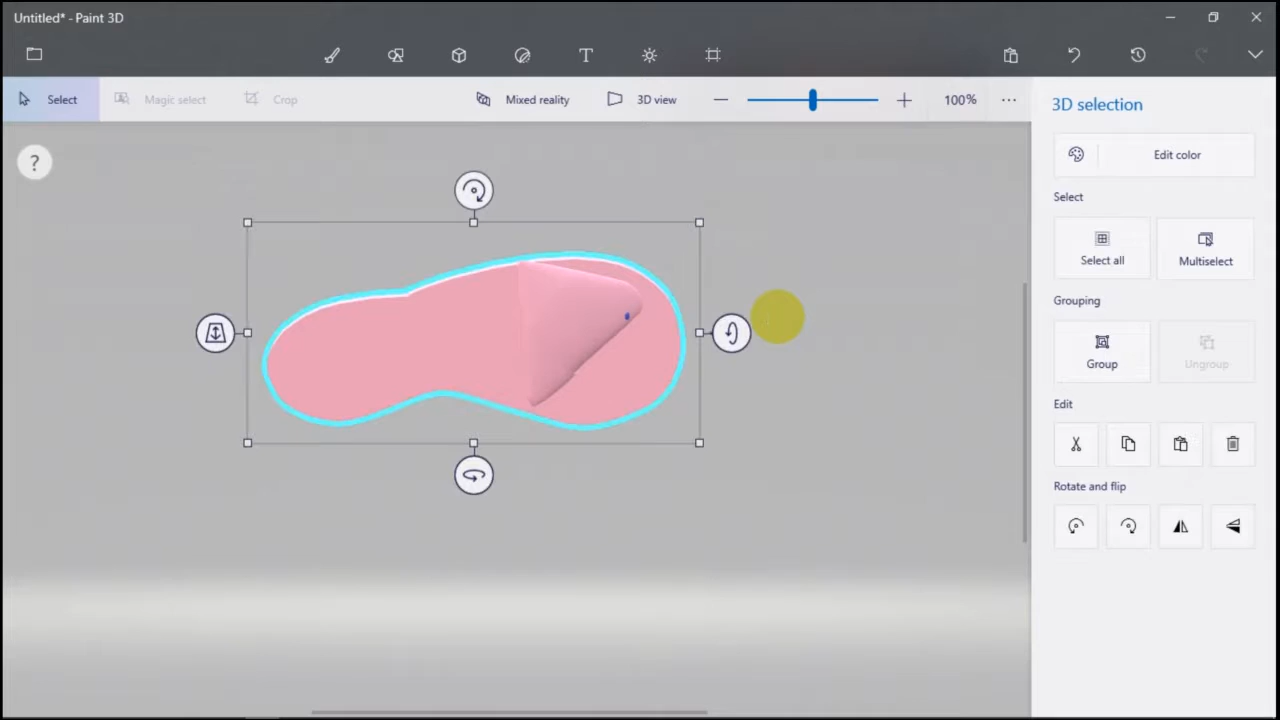 Untitled* - Paint 3D
T
Select
Magic select
Crop
Mixed reality
3D view
100%
?
3D selection
Edit color
Select
Select all
Multiselect
Grouping
Group
Ungroup
Edit
Rotate and flip